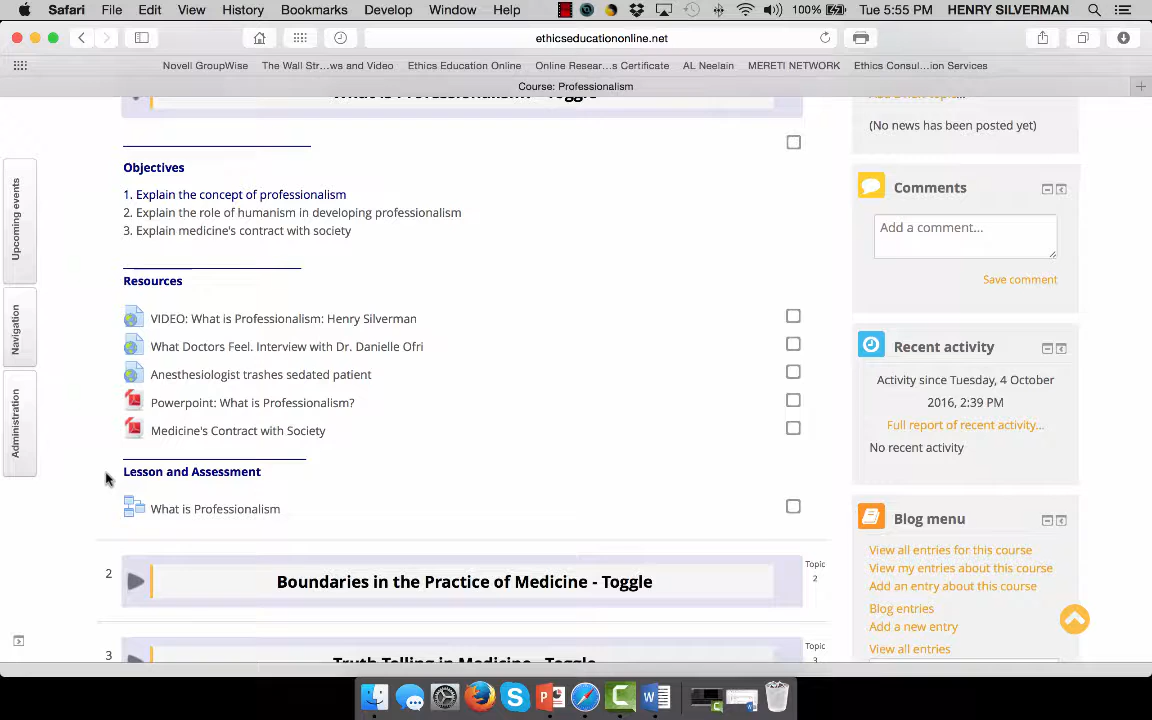 Safari File Edit View History Bookmarks Develop Window Help 100% Tue 5:55 PM HENRY SILVERMAN
ethicseducationonline.net
Novell GroupWise The Wall Str...ws and Video Ethics Education Online Online Resear...s Certificate AL Neelain MERETI NETWORK Ethics Consul...ion Services
Course: Professionalism
(No news has been posted yet)
Objectives
1. Explain the concept of professionalism
2. Explain the role of humanism in developing professionalism
3. Explain medicine's contract with society
Resources
VIDEO: What is Professionalism: Henry Silverman
What Doctors Feel. Interview with Dr. Danielle Ofri
Anesthesiologist trashes sedated patient
Powerpoint: What is Professionalism?
Medicine's Contract with Society
Lesson and Assessment
What is Professionalism
2
Boundaries in the Practice of Medicine - Toggle
Topic
2
3
Truth Telling in Medicine - Toggle
Topic
3
Upcoming events
Navigation
Administration
Comments
Add a comment...
Save comment
Recent activity
Activity since Tuesday, 4 October
2016, 2:39 PM
Full report of recent activity...
No recent activity
Blog menu
View all entries for this course
View my entries about this course
Add an entry about this course
Blog entries
Add a new entry
View all entries